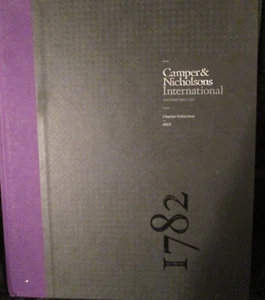 Camper &
Nicholsons
International
Charter Collection
1782